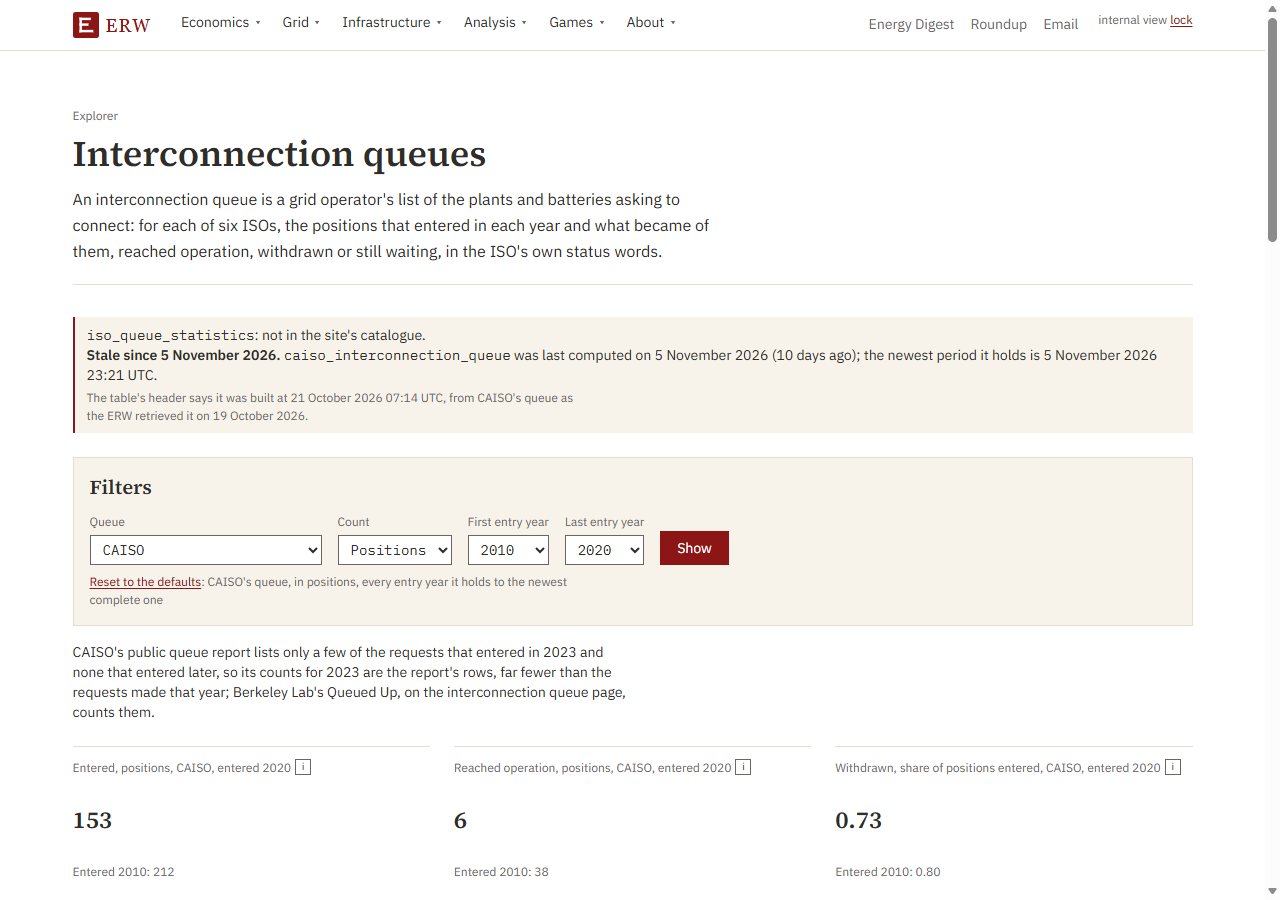 E ERW Economics Grid Infrastructure Analysis Games About Energy Digest Roundup Email internal view lock
Explorer
Interconnection queues
An interconnection queue is a grid operator's list of the plants and batteries asking to
connect: for each of six ISOs, the positions that entered in each year and what became of
them, reached operation, withdrawn or still waiting, in the ISO's own status words.
iso_queue_statistics: not in the site's catalogue.
Stale since 5 November 2026. caiso_interconnection_queue was last computed on 5 November 2026 (10 days ago); the newest period it holds is 5 November 2026
23:21 UTC.
The table's header says it was built at 21 October 2026 07:14 UTC, from CAISO's queue as
the ERW retrieved it on 19 October 2026.
Filters
Queue Count First entry year Last entry year
CAISO Positions 2010 2020 Show
Reset to the defaults: CAISO's queue, in positions, every entry year it holds to the newest
complete one
CAISO's public queue report lists only a few of the requests that entered in 2023 and
none that entered later, so its counts for 2023 are the report's rows, far fewer than the
requests made that year; Berkeley Lab's Queued Up, on the interconnection queue page,
counts them.
Entered, positions, CAISO, entered 2020 i Reached operation, positions, CAISO, entered 2020 i Withdrawn, share of positions entered, CAISO, entered 2020 i
153 6 0.73
Entered 2010: 212 Entered 2010: 38 Entered 2010: 0.80